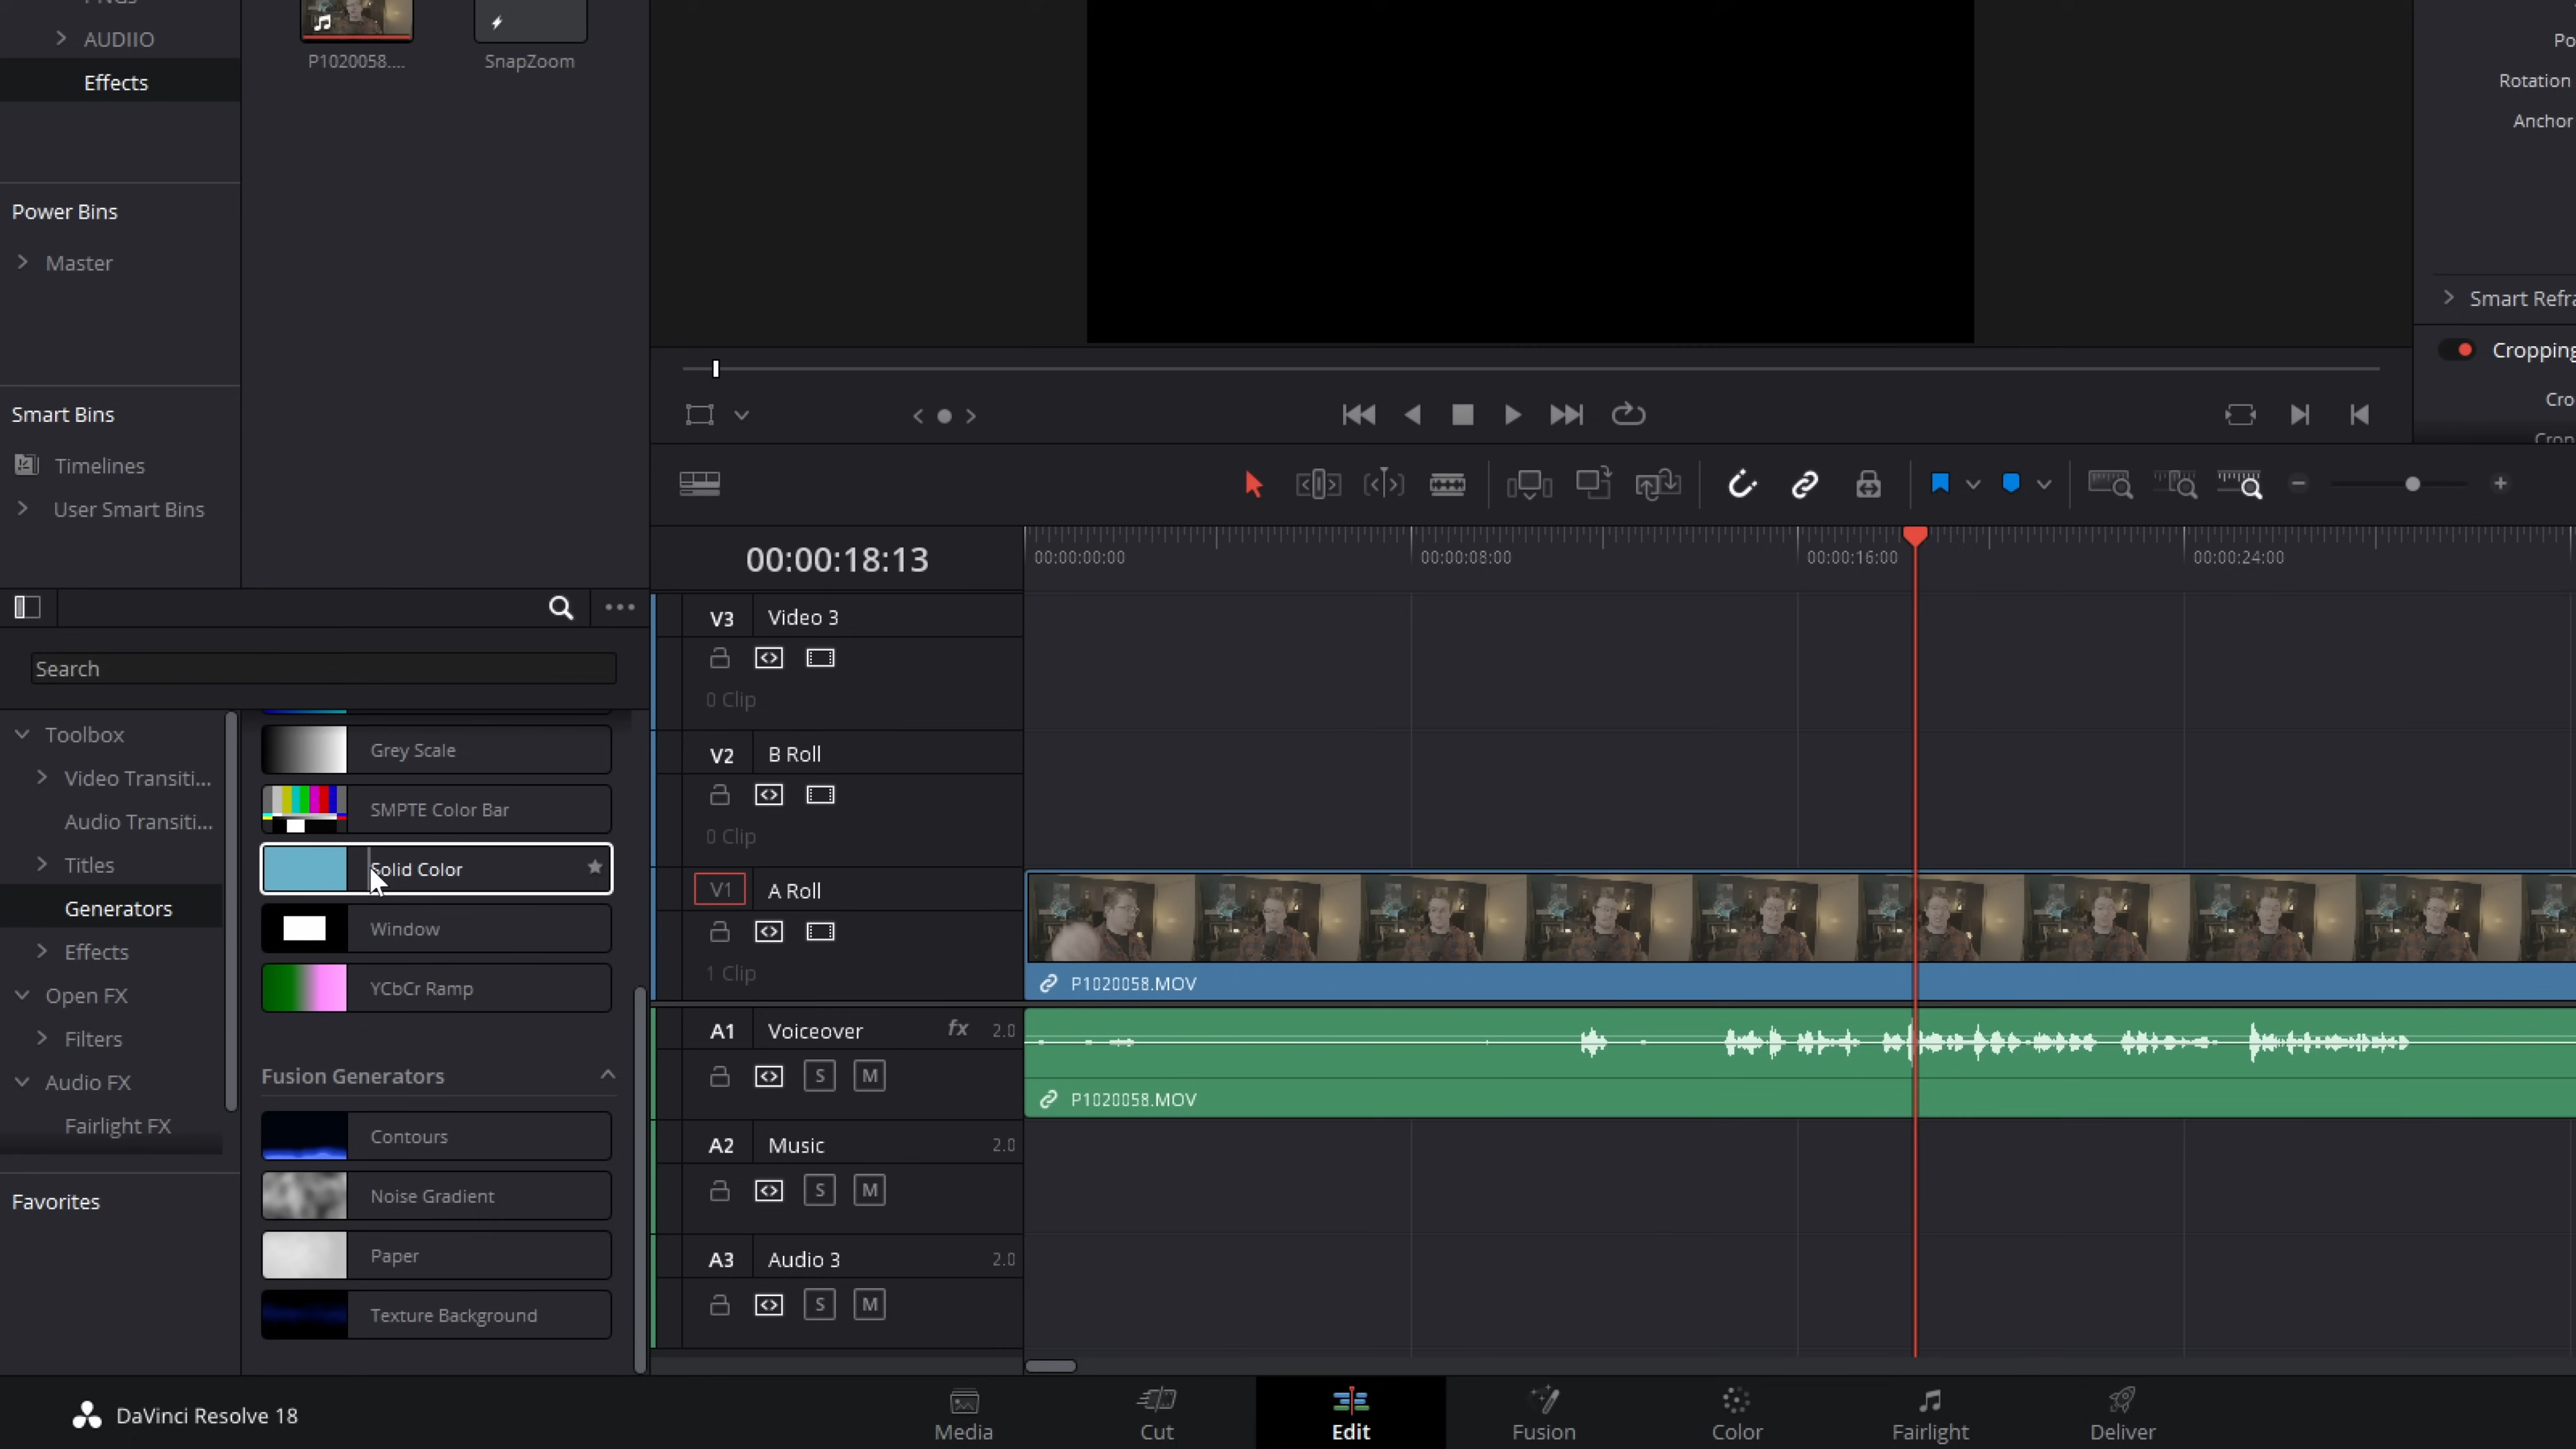 AUDIIO
Effects
P1020058....
SnapZoom
Power Bins
Master
Smart Bins
Timelines
User Smart Bins
Search
Toolbox
Video Transiti...
Audio Transiti...
Titles
Generators
Effects
Open FX
Filters
Audio FX
Fairlight FX
Favorites
Grey Scale
SMPTE Color Bar
Solid Color
Window
YCbCr Ramp
Fusion Generators
Contours
Noise Gradient
Paper
Texture Background
Rotation
Anchor
Smart Refra
Cropping
Cro
Crop
00:00:18:13
00:00:00:00
00:00:08:00
00:00:16:00
00:00:24:00
V3 Video 3
0 Clip
V2 B Roll
0 Clip
V1 A Roll
1 Clip
P1020058.MOV
A1 Voiceover fx 2.0
S M
P1020058.MOV
A2 Music 2.0
S M
A3 Audio 3 2.0
S M
DaVinci Resolve 18
Media
Cut
Edit
Fusion
Color
Fairlight
Deliver